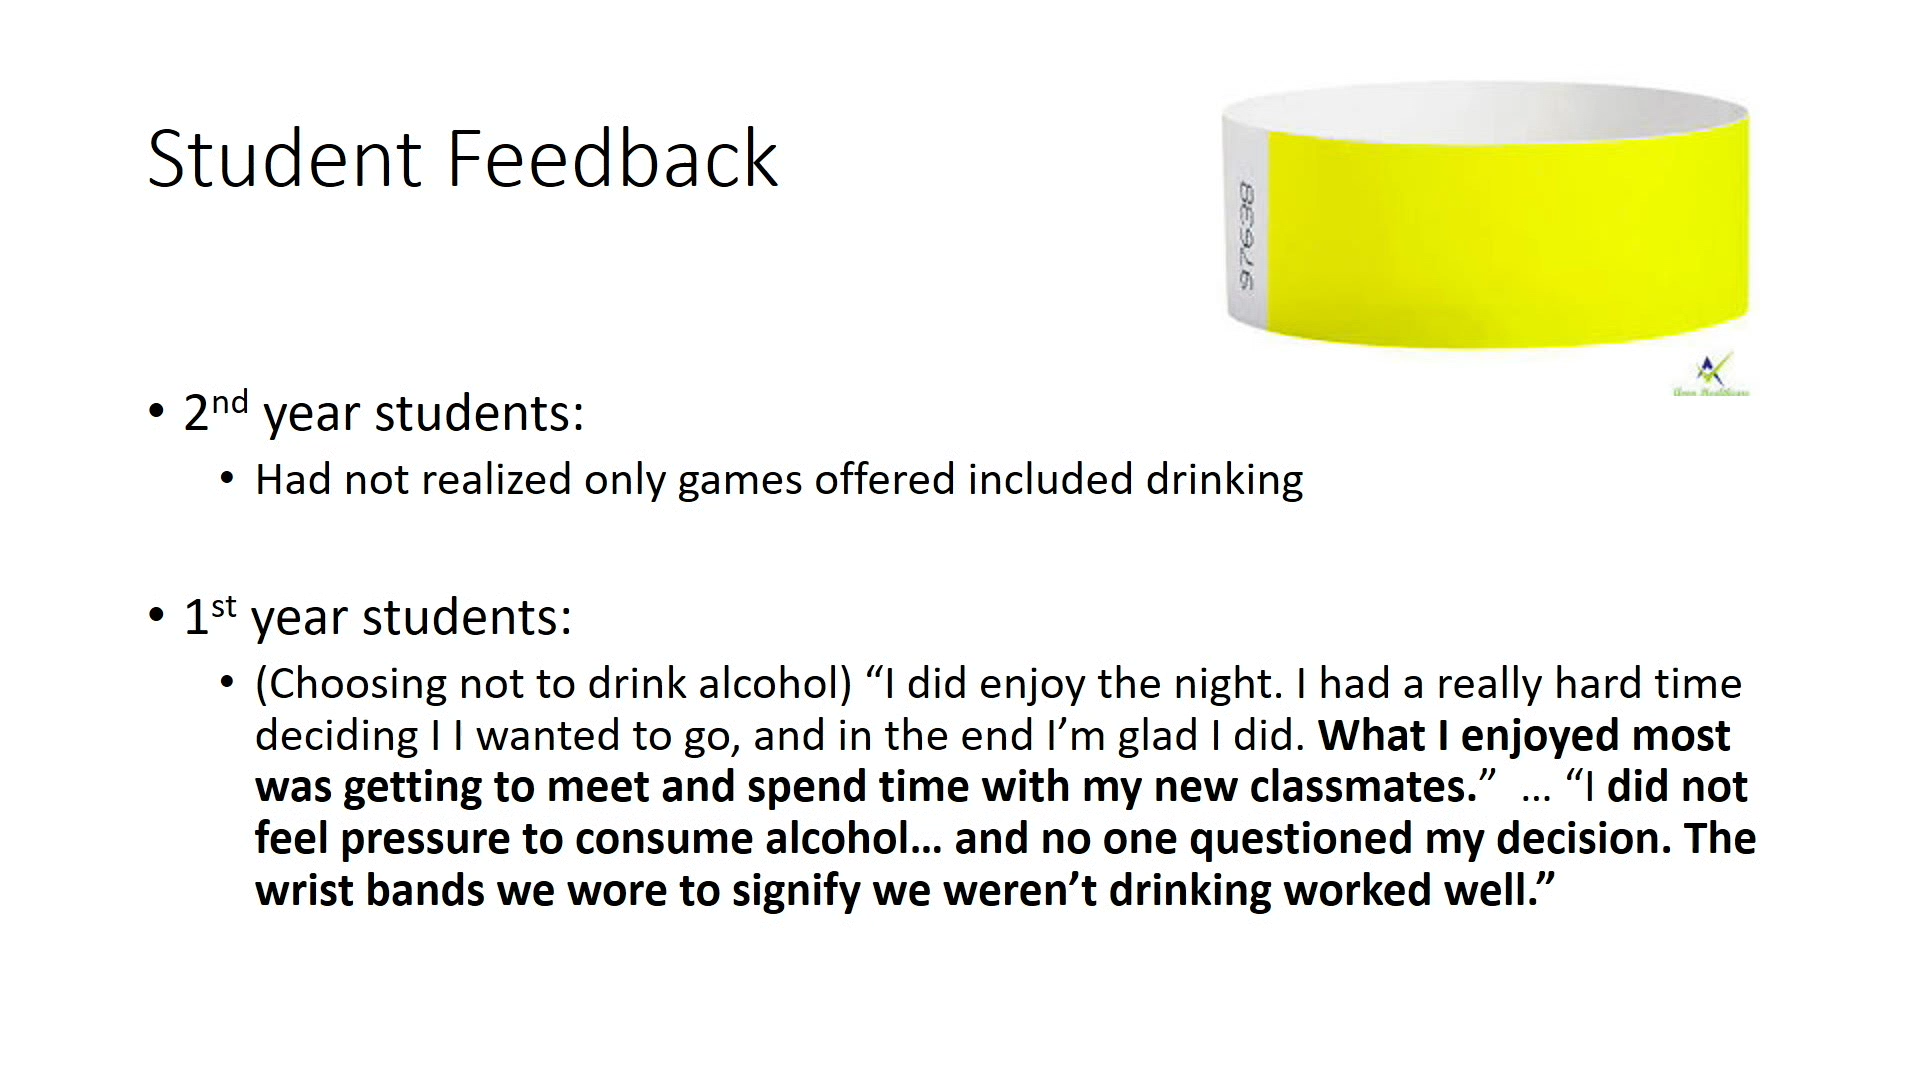 Student Feedback
97638
• 2nd year students:
• Had not realized only games offered included drinking
• 1st year students:
• (Choosing not to drink alcohol) “I did enjoy the night. I had a really hard time
deciding I I wanted to go, and in the end I’m glad I did. What I enjoyed most
was getting to meet and spend time with my new classmates.” … “I did not
feel pressure to consume alcohol… and no one questioned my decision. The
wrist bands we wore to signify we weren’t drinking worked well.”